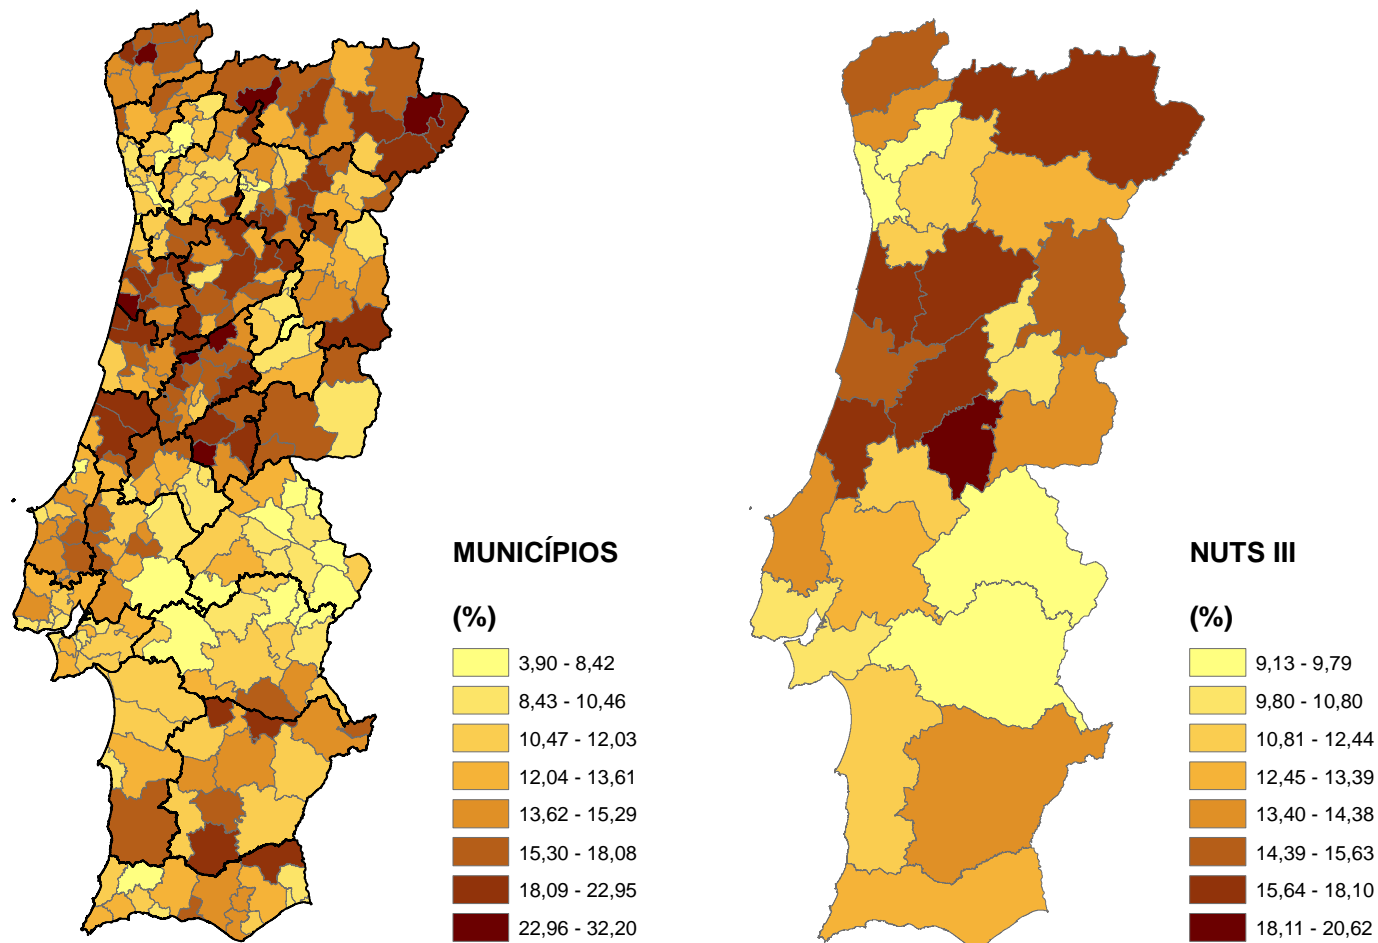 MUNICÍPIOS
(%)
3,90 - 8,42
8,43 - 10,46
10,47 - 12,03
12,04 - 13,61
13,62 - 15,29
15,30 - 18,08
18,09 - 22,95
22,96 - 32,20
NUTS III
(%)
9,13 - 9,79
9,80 - 10,80
10,81 - 12,44
12,45 - 13,39
13,40 - 14,38
14,39 - 15,63
15,64 - 18,10
18,11 - 20,62